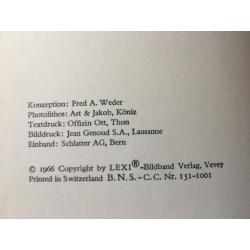 Konzeption: Fred A. Weder
Photolithos: Ast & Jakob, Köniz
Textdruck: Offizin Ott, Thun
Bilddruck: Jean Genoud S.A., Lausanne
Einband: Schlatter AG, Bern
© 1966 Copyright by LEXI®-Bildband Verlag, Vevey
Printed in Switzerland B. N. S.-C. C. Nr. 151-1001